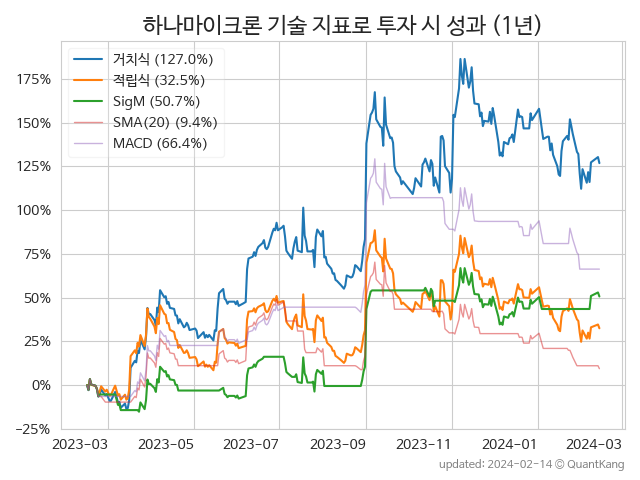 하나마이크론 기술 지표로 투자 시 성과 (1년)
거치식 (127.0%)
적립식 (32.5%)
SigM (50.7%)
SMA(20) (9.4%)
MACD (66.4%)
175%
150%
125%
100%
75%
50%
25%
0%
−25%
2023-03 2023-05 2023-07 2023-09 2023-11 2024-01 2024-03
updated: 2024-02-14 © QuantKang